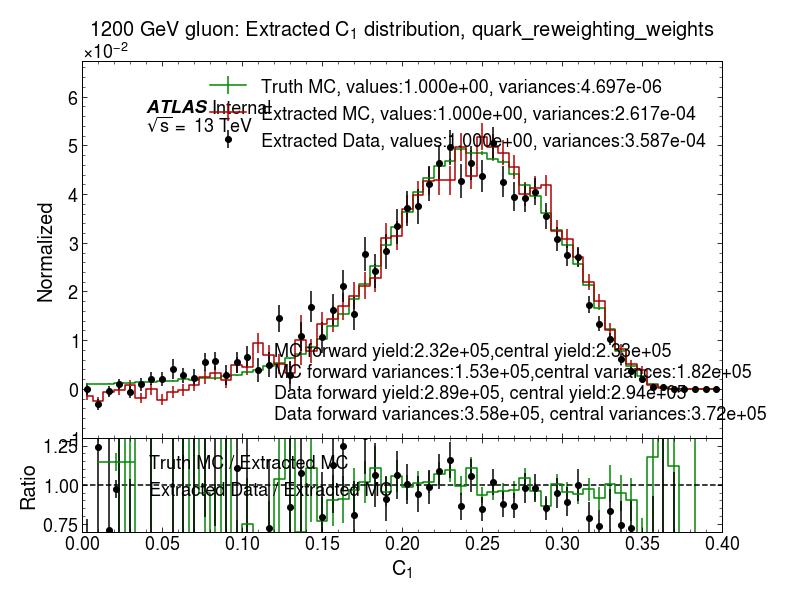 1200 GeV gluon: Extracted C₁ distribution, quark_reweighting_weights
×10⁻²
Truth MC, values:1.000e+00, variances:4.697e-06
ATLAS Internal
Extracted MC, values:1.000e+00, variances:2.617e-04
√s = 13 TeV
Extracted Data, values:1.000e+00, variances:3.587e-04
6
5
4
3
2
1
0
Normalized
MC forward yield:2.32e+05,central yield:2.33e+05
MC forward variances:1.53e+05,central variances:1.82e+05
Data forward yield:2.89e+05, central yield:2.94e+05
Data forward variances:3.58e+05, central variances:3.72e+05
1.25
1.00
0.75
Ratio
Truth MC / Extracted MC
Extracted Data / Extracted MC
0.00 0.05 0.10 0.15 0.20 0.25 0.30 0.35 0.40
C₁